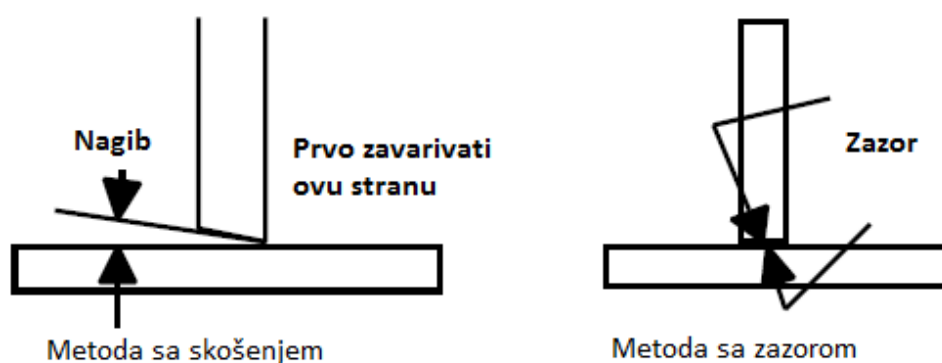 Nagib
Prvo zavarivati
ovu stranu
Metoda sa skošenjem
Zazor
Metoda sa zazorom